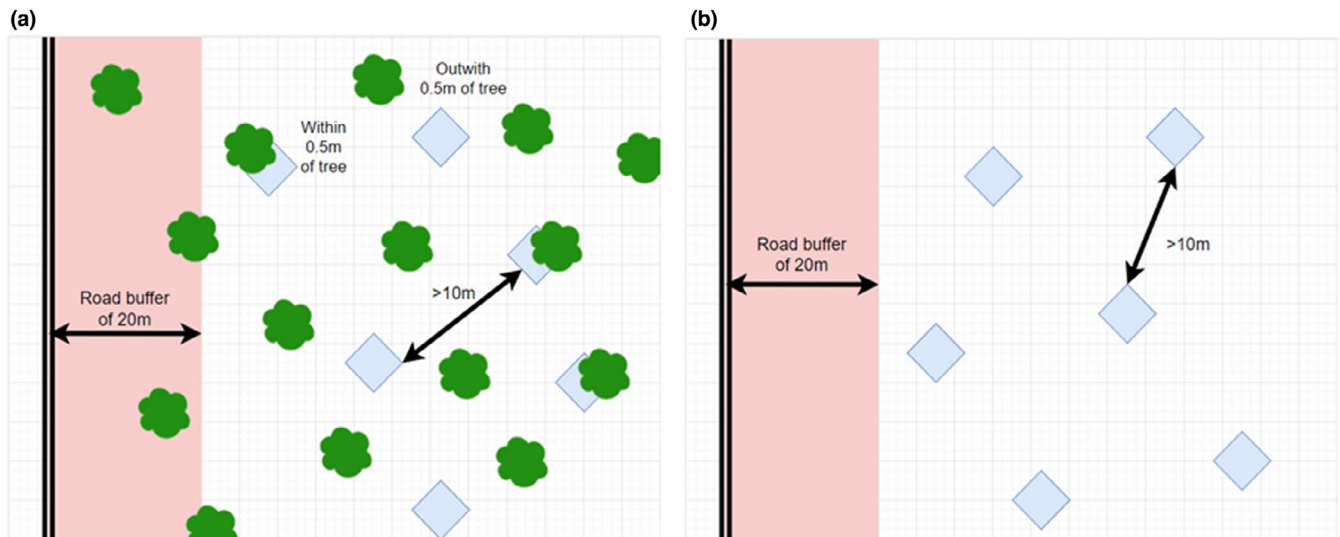 (a)
Outwith
0.5m of tree
Within
0.5m
of tree
>10m
Road buffer
of 20m
(b)
>10m
Road buffer
of 20m